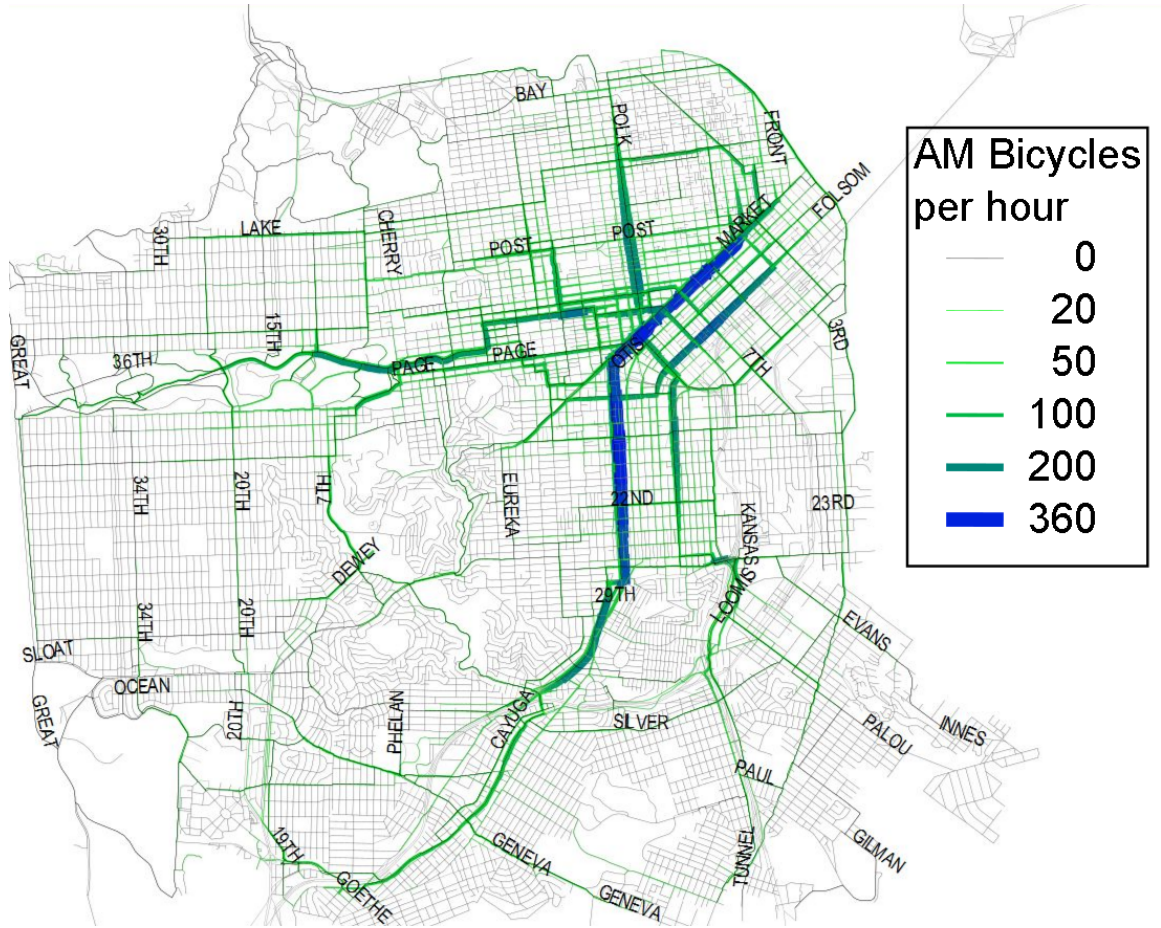 BAY
POLK
FRONT
FOLSOM
MARKET
LAKE
30TH
CHERRY
POST
POST
15TH
36TH
GREAT
PAGE
PAGE
OTIS
7TH
3RD
34TH
20TH
7TH
EUREKA
22ND
KANSAS
23RD
DEWEY
29TH
LOOMIS
34TH
20TH
EVANS
SLOAT
OCEAN
GREAT
20TH
PHELAN
CAYUGA
SILVER
PALOU
INNES
PAUL
19TH
GOETHE
GENEVA
GENEVA
TUNNEL
GILMAN
AM Bicycles
per hour
0
20
50
100
200
360